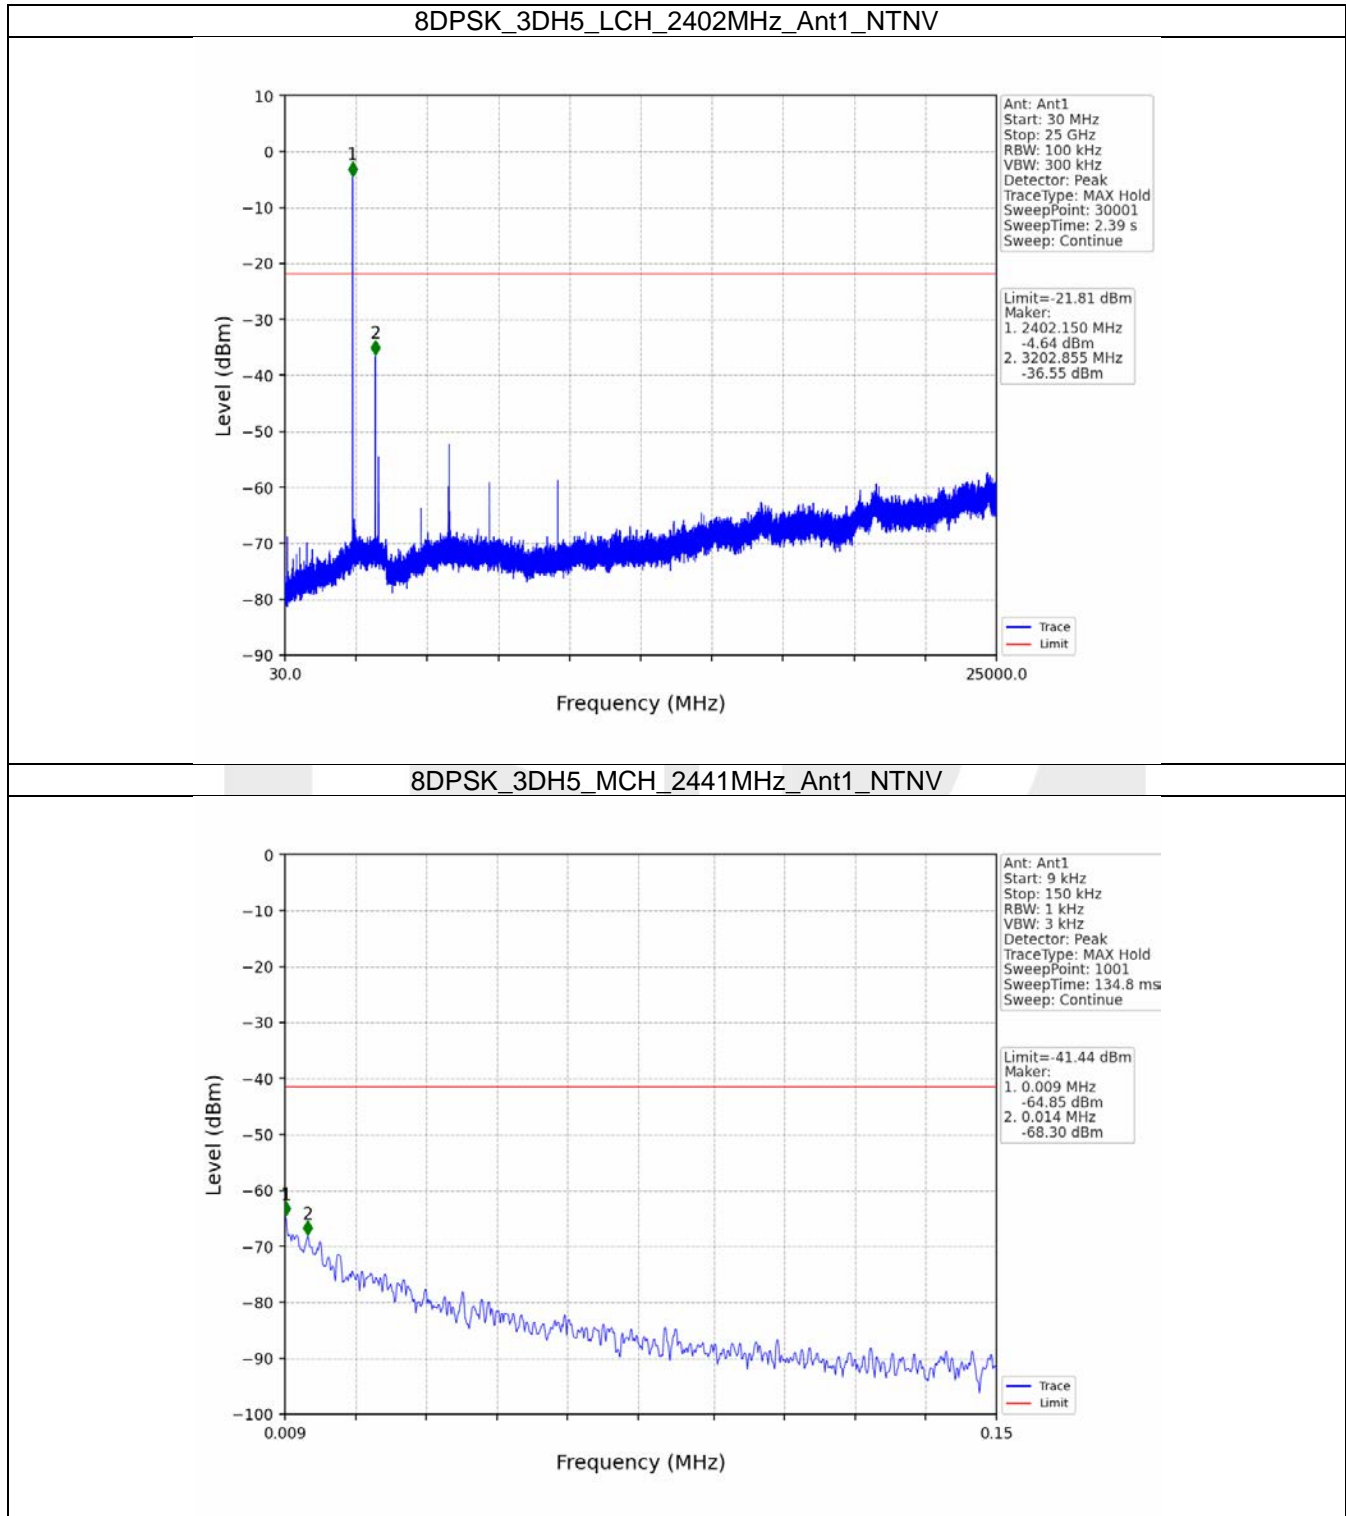 8DPSK_3DH5_LCH_2402MHz_Ant1_NTNV
10
0
−10
−20
−30
−40
−50
−60
−70
−80
−90
Level (dBm)
1
2
30.0
25000.0
Frequency (MHz)
Ant: Ant1
Start: 30 MHz
Stop: 25 GHz
RBW: 100 kHz
VBW: 300 kHz
Detector: Peak
TraceType: MAX Hold
SweepPoint: 30001
SweepTime: 2.39 s
Sweep: Continue
Limit=-21.81 dBm
Maker:
1. 2402.150 MHz
-4.64 dBm
2. 3202.855 MHz
-36.55 dBm
Trace
Limit
8DPSK_3DH5_MCH_2441MHz_Ant1_NTNV
0
−10
−20
−30
−40
−50
−60
−70
−80
−90
−100
Level (dBm)
1
2
0.009
0.15
Frequency (MHz)
Ant: Ant1
Start: 9 kHz
Stop: 150 kHz
RBW: 1 kHz
VBW: 3 kHz
Detector: Peak
TraceType: MAX Hold
SweepPoint: 1001
SweepTime: 134.8 ms
Sweep: Continue
Limit=-41.44 dBm
Maker:
1. 0.009 MHz
-64.85 dBm
2. 0.014 MHz
-68.30 dBm
Trace
Limit